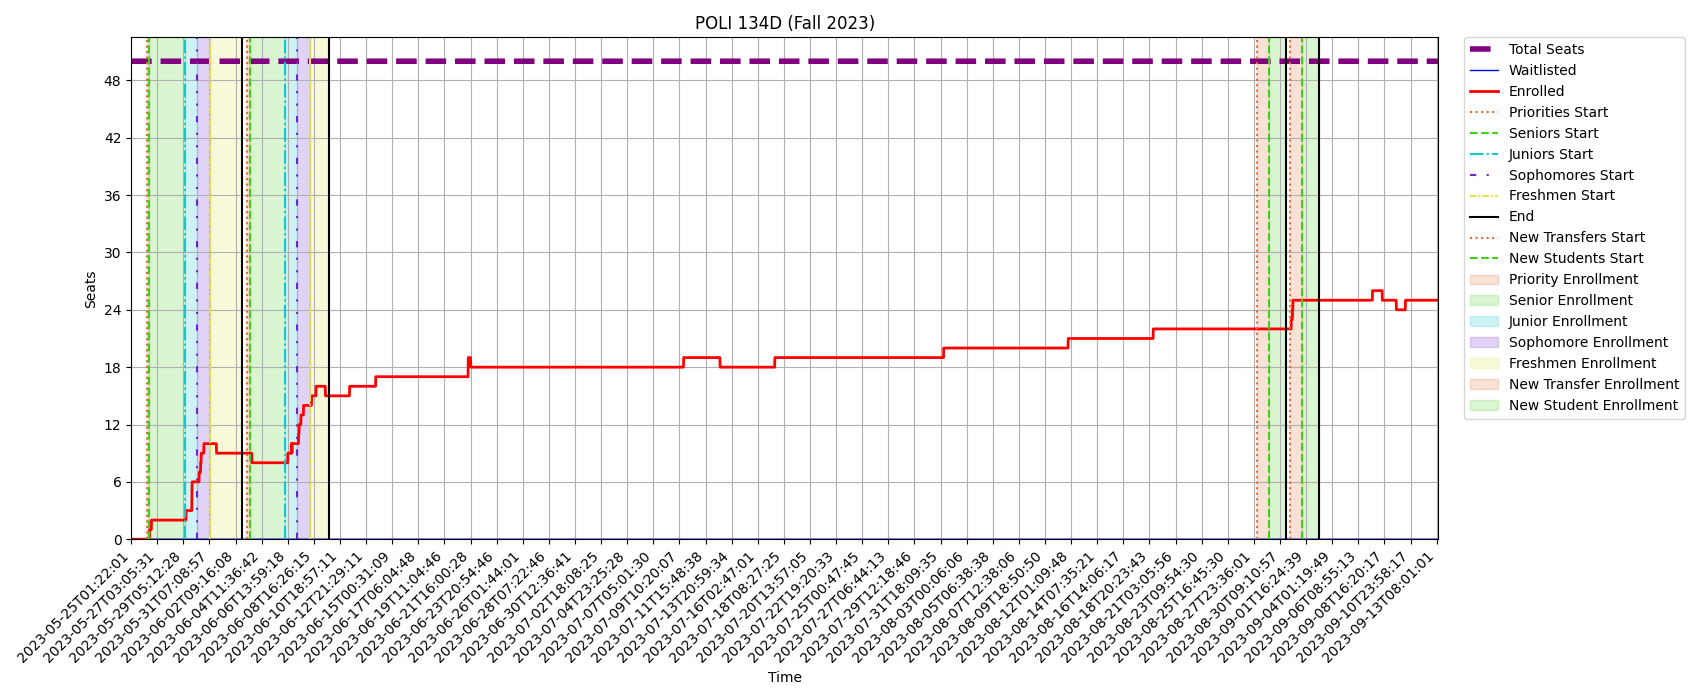 POLI 134D (Fall 2023)
Seats
48
42
36
30
24
18
12
6
0
2023-05-25T01:22:01
2023-05-27T03:05:31
2023-05-29T05:12:28
2023-05-31T07:08:57
2023-06-02T09:16:08
2023-06-04T11:36:42
2023-06-06T13:59:18
2023-06-08T16:26:15
2023-06-10T18:57:11
2023-06-12T21:29:11
2023-06-15T00:31:09
2023-06-17T06:04:48
2023-06-19T11:04:46
2023-06-21T16:00:28
2023-06-23T20:54:46
2023-06-26T01:44:01
2023-06-28T07:22:46
2023-06-30T12:36:41
2023-07-02T18:08:25
2023-07-04T23:25:28
2023-07-07T05:01:30
2023-07-09T10:20:07
2023-07-11T15:48:38
2023-07-13T20:59:34
2023-07-16T02:47:01
2023-07-18T08:27:25
2023-07-20T13:57:05
2023-07-22T19:20:33
2023-07-25T00:47:45
2023-07-27T06:44:13
2023-07-29T12:18:46
2023-07-31T18:09:35
2023-08-03T00:06:06
2023-08-05T06:38:38
2023-08-07T12:38:06
2023-08-09T18:50:50
2023-08-12T01:09:48
2023-08-14T07:35:21
2023-08-16T14:06:17
2023-08-18T20:23:43
2023-08-21T03:05:56
2023-08-23T09:54:30
2023-08-25T16:45:30
2023-08-27T23:36:01
2023-08-30T09:10:57
2023-09-01T16:24:39
2023-09-04T01:19:49
2023-09-06T08:55:13
2023-09-08T16:20:17
2023-09-10T23:58:17
2023-09-13T08:01:01
Time
Total Seats
Waitlisted
Enrolled
Priorities Start
Seniors Start
Juniors Start
Sophomores Start
Freshmen Start
End
New Transfers Start
New Students Start
Priority Enrollment
Senior Enrollment
Junior Enrollment
Sophomore Enrollment
Freshmen Enrollment
New Transfer Enrollment
New Student Enrollment